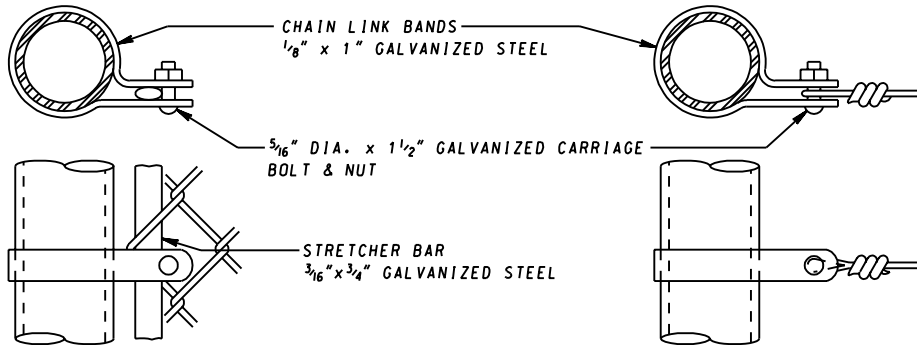 CHAIN LINK BANDS
1/8" x 1" GALVANIZED STEEL
5/16" DIA. x 1 1/2" GALVANIZED CARRIAGE
BOLT & NUT
STRETCHER BAR
3/16"x3/4" GALVANIZED STEEL